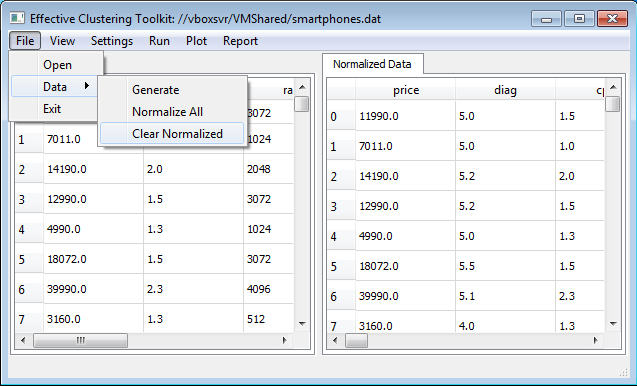 Effective Clustering Toolkit: //vboxsvr/VMShared/smartphones.dat
File View Settings Run Plot Report
Open
Data
Exit
Generate
Normalize All
Clear Normalized
ra
3072
1 7011.0 1024
2 14190.0 2.0 2048
3 12990.0 1.5 3072
4 4990.0 1.3 1024
5 18072.0 1.5 3072
6 39990.0 2.3 4096
7 3160.0 1.3 512
Normalized Data
price diag cp
0 11990.0 5.0 1.5
1 7011.0 5.0 1.0
2 14190.0 5.2 2.0
3 12990.0 5.2 1.5
4 4990.0 5.0 1.3
5 18072.0 5.5 1.5
6 39990.0 5.1 2.3
7 3160.0 4.0 1.3